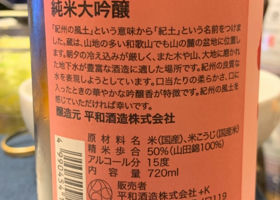 純米大吟醸
「紀州の風土」という意味から「紀土」という名前をつけま
した。蔵は、山地の多い和歌山でも山の麓の盆地に位置し
ます。朝夕の冷え込みが厳しく、また木や山、大地に磨かれ
た地下水が豊富な酒造に適した場所です。紀州の良質な
水を表現しようとしています。口当たりの柔らかさ、口に
入ったときの華やかな吟醸香が特徴です。紀州の風土を
感じていただければ幸いです。
醸造元 平和酒造株式会社
原材料名 米(国産)、米こうじ(国産米)
精米歩合 50%(山田錦100%)
アルコール分 15度
内容量 720ml
販売者
平和酒造株式会社+K
4990434